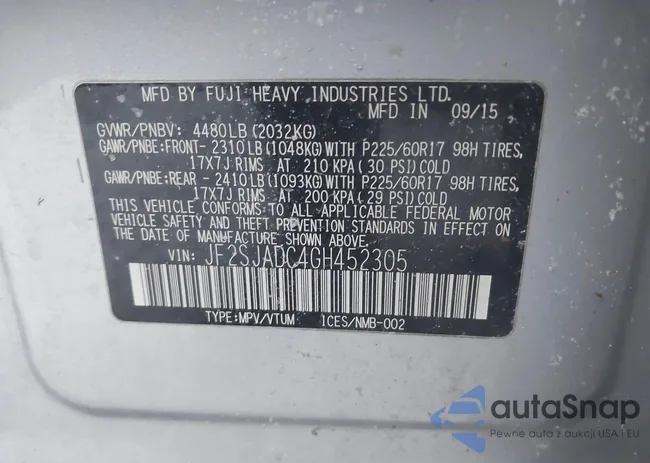 MFD BY FUJI HEAVY INDUSTRIES LTD.
MFD IN 09/15
GVWR/PNBV: 4480LB(2032KG)
GAWR/PNBE:FRONT- 2310LB(1048KG)WITH P225/60R17 98H TIRES,
17X7J RIMS AT 210 KPA(30 PSI)COLD
GAWR/PNBE:REAR - 2410LB(1093KG)WITH P225/60R17 98H TIRES,
17X7J RIMS AT 200 KPA(29 PSI)COLD
THIS VEHICLE CONFORMS TO ALL APPLICABLE FEDERAL MOTOR
VEHICLE SAFETY AND THEFT PREVENTION STANDARDS IN EFFECT ON
THE DATE OF MANUFACTURE SHOWN ABOVE.
VIN: JF2SJADC4GH452305
TYPE:MPV/VTUM ICES/NMB-002
autoSnap
Pewne auta z aukcji USA i EU